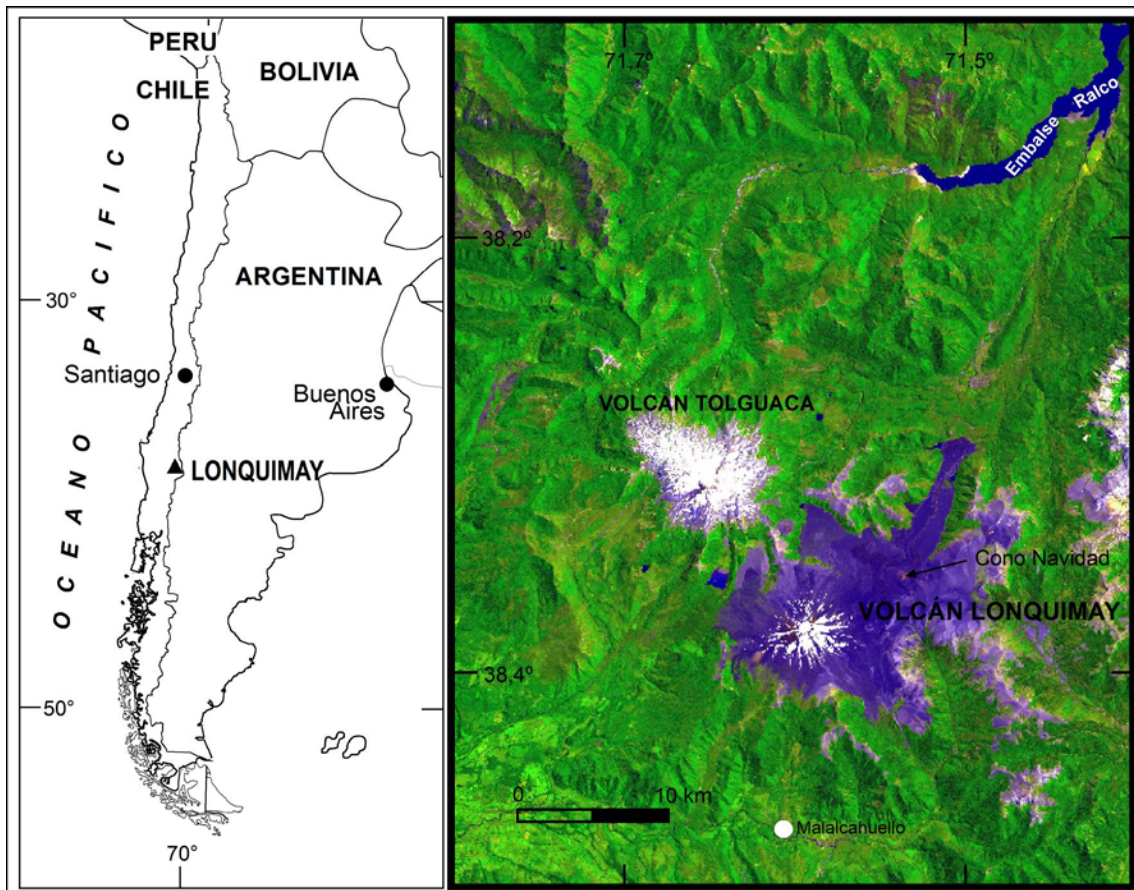 PERU
CHILE
BOLIVIA
OCEANO PACIFICO
ARGENTINA
30°
Santiago
Buenos
Aires
LONQUIMAY
50°
70°
71,7°
71,5°
Embalse Ralco
38,2°
VOLCÁN TOLGUACA
Cono Navidad
VOLCÁN LONQUIMAY
38,4°
0 10 km
Malalcahuello